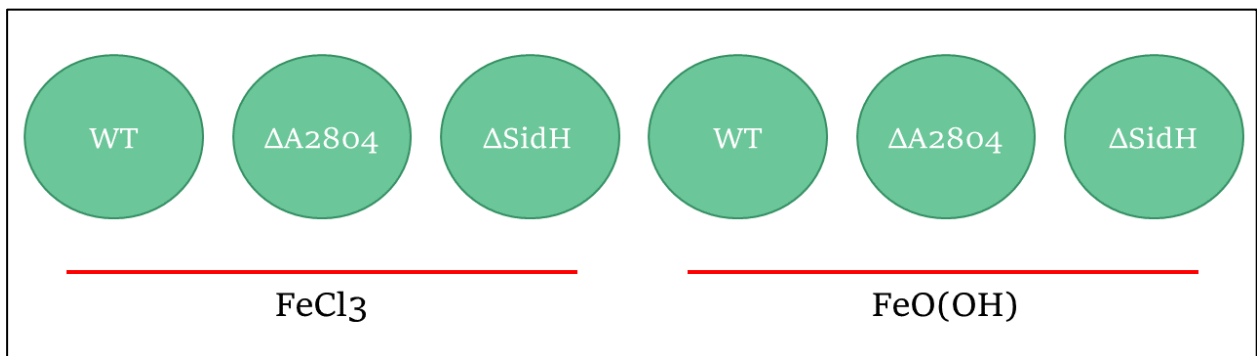 WT ΔA2804 ΔSidH WT ΔA2804 ΔSidH
FeCl3 FeO(OH)